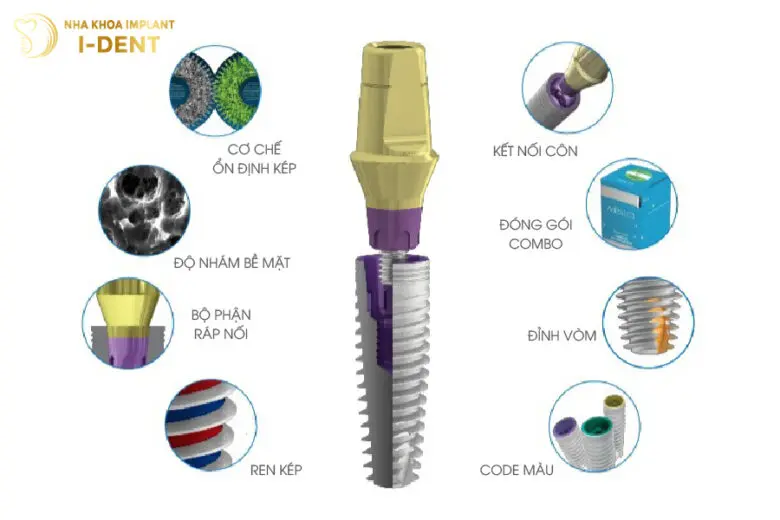 NHA KHOA IMPLANT
I-DENT
CƠ CHẾ
ỔN ĐỊNH KÉP
KẾT NỐI CÔN
ĐỘ NHÁM BỀ MẶT
ĐÓNG GÓI
COMBO
BỘ PHẬN
RÁP NỐI
ĐỈNH VÒM
REN KÉP
CODE MÀU